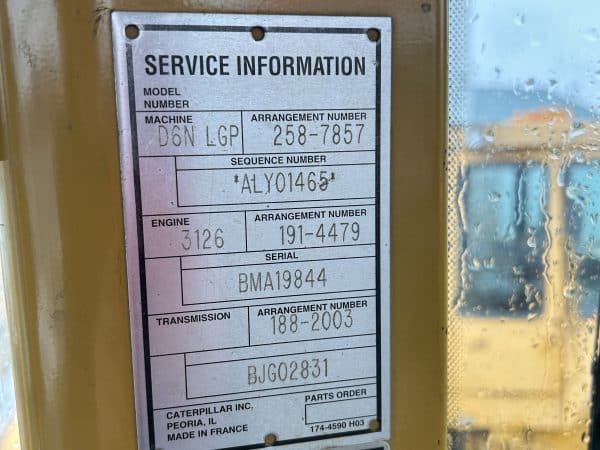 SERVICE INFORMATION
MODEL
NUMBER
MACHINE ARRANGEMENT NUMBER
D6N LGP 258-7857
SEQUENCE NUMBER
*ALY01465*
ENGINE ARRANGEMENT NUMBER
3126 191-4479
SERIAL
BMA19844
TRANSMISSION ARRANGEMENT NUMBER
188-2003
BJG02831
CATERPILLAR INC. PARTS ORDER
PEORIA, IL
MADE IN FRANCE 174-4590 H03